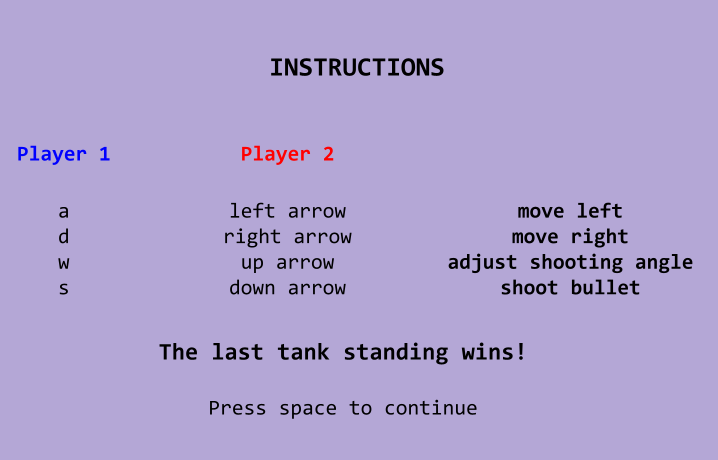 INSTRUCTIONS
Player 1 Player 2
a left arrow move left
d right arrow move right
w up arrow adjust shooting angle
s down arrow shoot bullet
The last tank standing wins!
Press space to continue